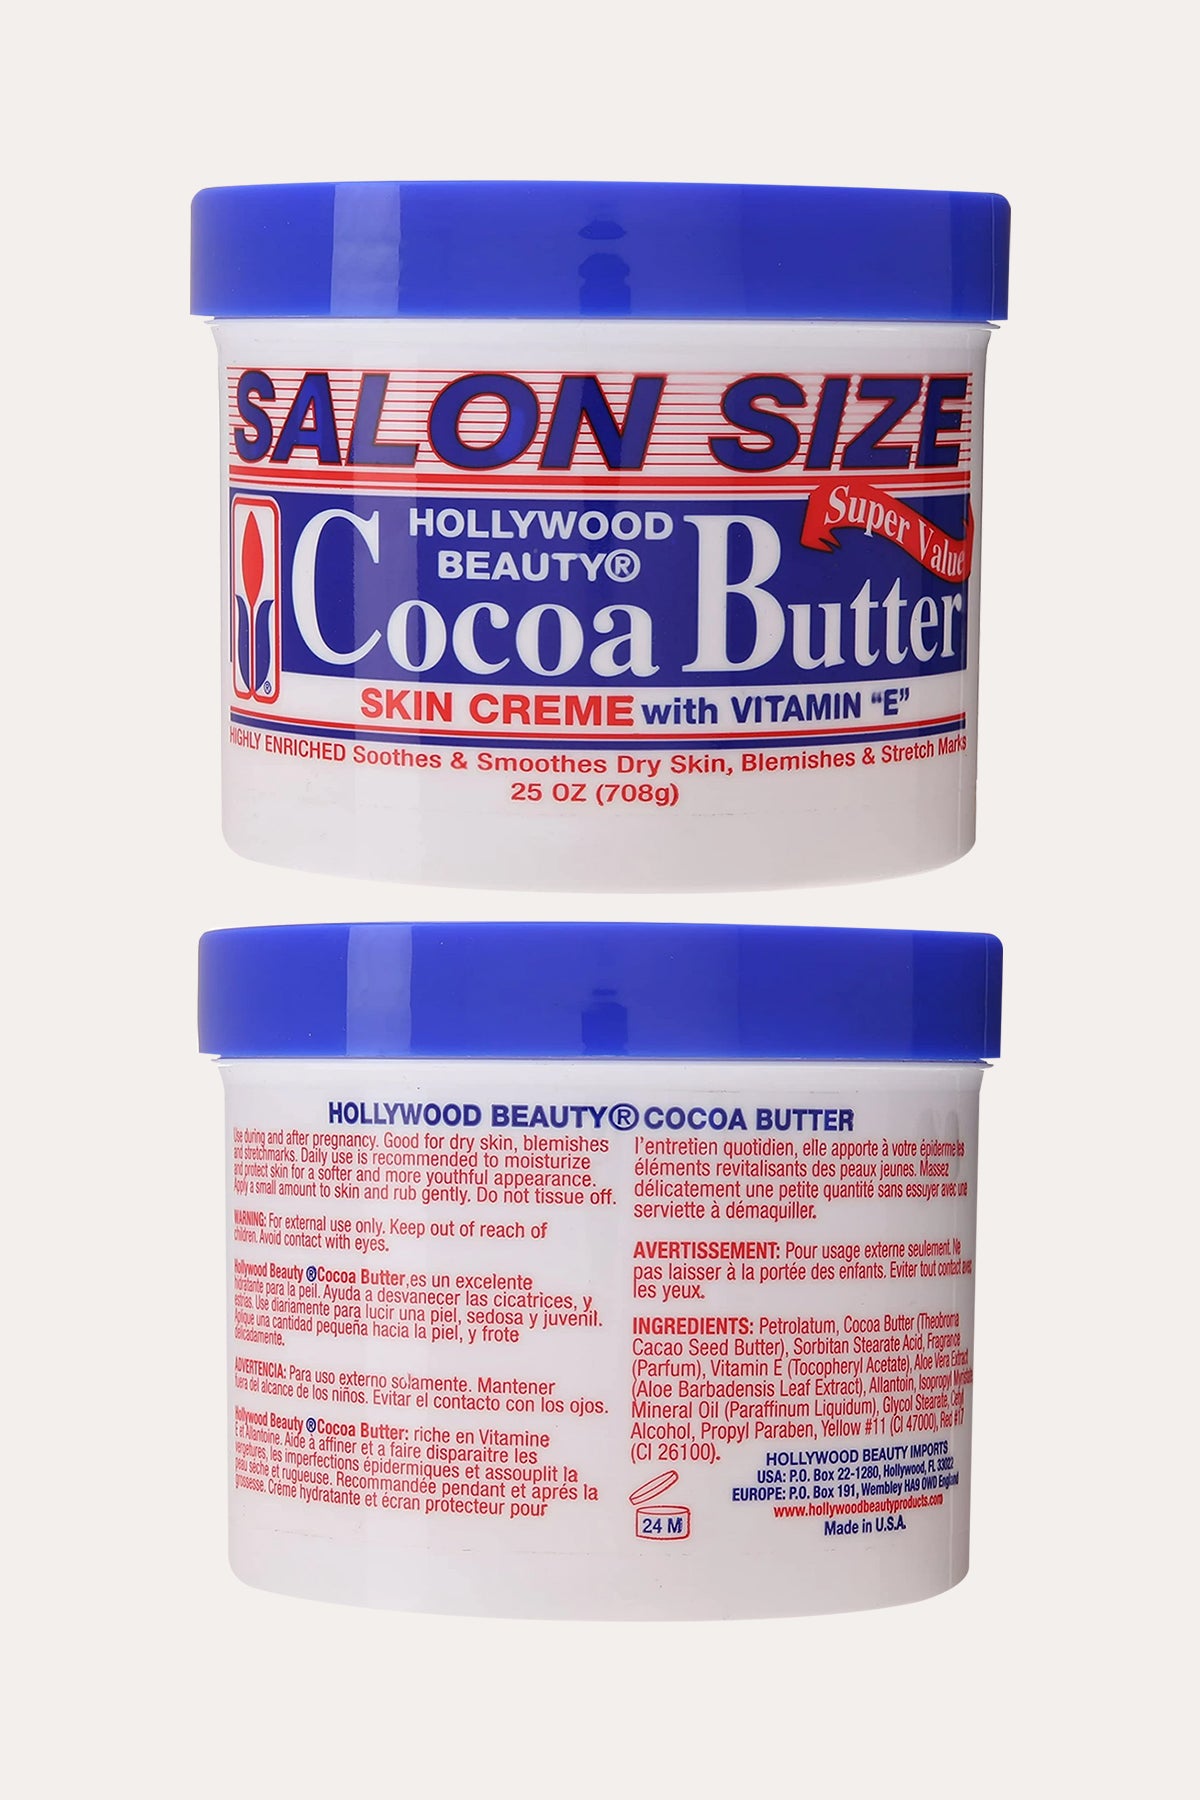 SALON SIZE
Super Value
HOLLYWOOD
BEAUTY®
Cocoa Butter
®
SKIN CREME with VITAMIN "E"
HIGHLY ENRICHED Soothes & Smoothes Dry Skin, Blemishes & Stretch Marks
25 OZ (708g)
HOLLYWOOD BEAUTY® COCOA BUTTER
Use during and after pregnancy. Good for dry skin, blemishes
and stretchmarks. Daily use is recommended to moisturize
and protect skin for a softer and more youthful appearance.
Apply a small amount to skin and rub gently. Do not tissue off.
WARNING: For external use only. Keep out of reach of
children. Avoid contact with eyes.
Hollywood Beauty ®Cocoa Butter,es un excelente
hidratante para la peil. Ayuda a desvanecer las cicatrices, y
estrias. Use diariamente para lucir una piel, sedosa y juvenil.
Aplique una cantidad pequeña hacia la piel, y frote
delicadamente.
ADVERTENCIA: Para uso externo solamente. Mantener
fuera del alcance de los niños. Evitar el contacto con los ojos.
Hollywood Beauty ®Cocoa Butter: riche en Vitamine
E et Allantoine. Aide à affiner et a faire disparaitre les
vergetures, les imperfections épidermiques et assouplit la
peau sèche et rugueuse. Recommandée pendant et aprés la
grossesse. Créme hydratante et écran protecteur pour
l'entretien quotidien, elle apporte à votre épiderme les
éléments revitalisants des peaux jeunes. Massez
délicatement une petite quantité sans essuyer avec une
serviette à démaquiller.
AVERTISSEMENT: Pour usage externe seulement. Ne
pas laisser à la portée des enfants. Eviter tout contact avec
les yeux.
INGREDIENTS: Petrolatum, Cocoa Butter (Theobroma
Cacao Seed Butter), Sorbitan Stearate Acid, Fragrance
(Parfum), Vitamin E (Tocopheryl Acetate), Aloe Vera Extract
(Aloe Barbadensis Leaf Extract), Allantoin, Isopropyl Myristate
Mineral Oil (Paraffinum Liquidum), Glycol Stearate, Cetyl
Alcohol, Propyl Paraben, Yellow #11 (CI 47000), Red #17
(CI 26100).
24 M
HOLLYWOOD BEAUTY IMPORTS
USA: P.O. Box 22-1280, Hollywood, FL 33022
EUROPE: P.O. Box 191, Wembley HA9 0WD England
www.hollywoodbeautyproducts.com
Made in U.S.A.